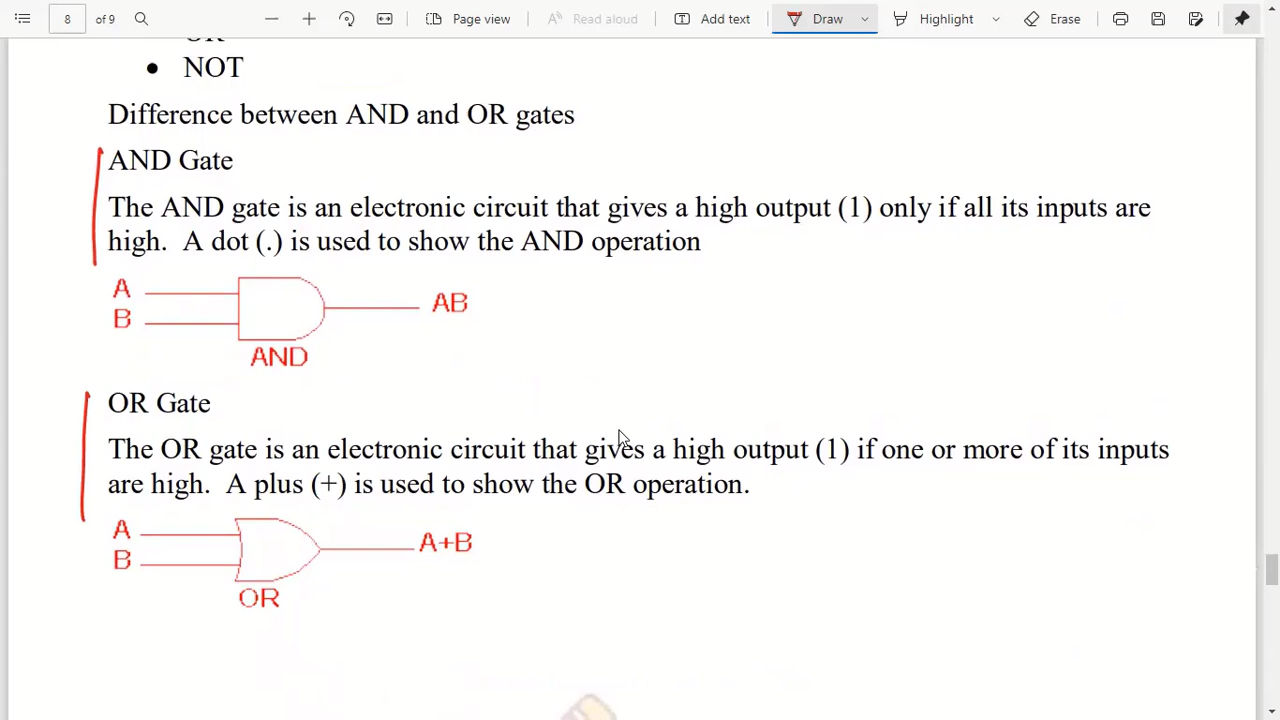 8 of 9 Page view Read aloud Add text Draw Highlight Erase
OR
• NOT
Difference between AND and OR gates
AND Gate
The AND gate is an electronic circuit that gives a high output (1) only if all its inputs are
high. A dot (.) is used to show the AND operation
A
AB
B
AND
OR Gate
The OR gate is an electronic circuit that gives a high output (1) if one or more of its inputs
are high. A plus (+) is used to show the OR operation.
A
A+B
B
OR